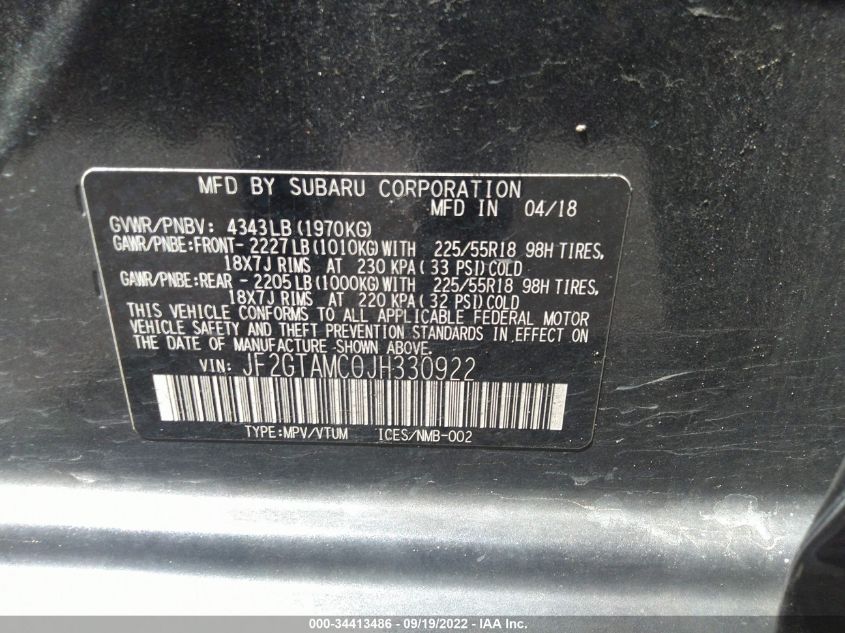 MFD BY SUBARU CORPORATION
MFD IN 04/18
GVWR/PNBV: 4343LB(1970KG)
GAWR/PNBE:FRONT- 2227LB(1010KG)WITH 225/55R18 98H TIRES,
18X7J RIMS AT 230 KPA( 33 PSI)COLD
GAWR/PNBE:REAR - 2205LB(1000KG)WITH 225/55R18 98H TIRES,
18X7J RIMS AT 220 KPA( 32 PSI)COLD
THIS VEHICLE CONFORMS TO ALL APPLICABLE FEDERAL MOTOR
VEHICLE SAFETY AND THEFT PREVENTION STANDARDS IN EFFECT ON
THE DATE OF MANUFACTURE SHOWN ABOVE.
VIN: JF2GTAMC0JH330922
TYPE:MPV/VTUM ICES/NMB-002
000-34413486 - 09/19/2022 - IAA, Inc.